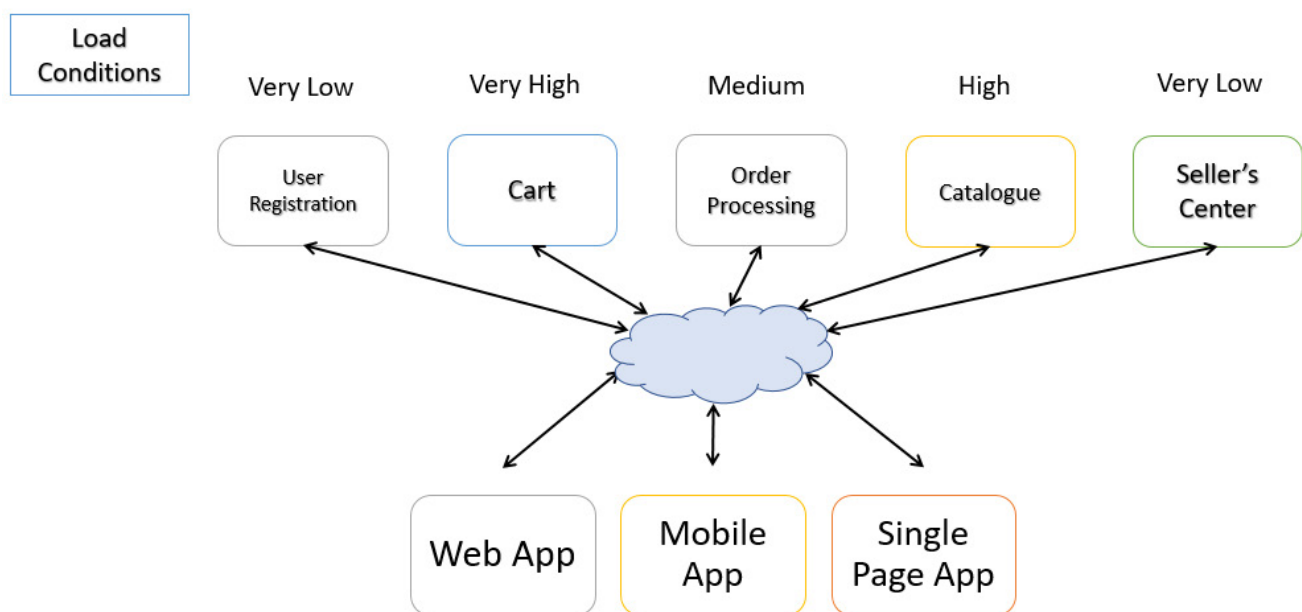 Load
Conditions
Very Low
Very High
Medium
High
Very Low
User
Registration
Cart
Order
Processing
Catalogue
Seller's
Center
Web App
Mobile
App
Single
Page App